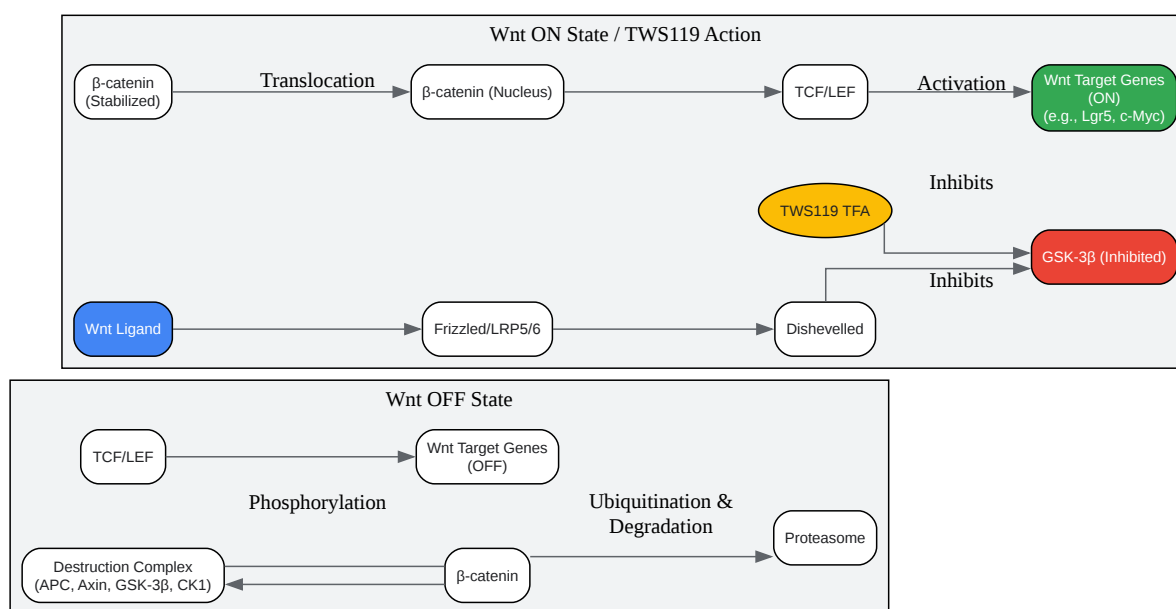 Wnt ON State / TWS119 Action
β-catenin
(Stabilized)
Translocation
β-catenin (Nucleus)
TCF/LEF
Activation
Wnt Target Genes
(ON)
(e.g., Lgr5, c-Myc)
Inhibits
TWS119 TFA
GSK-3β (Inhibited)
Inhibits
Wnt Ligand
Frizzled/LRP5/6
Dishevelled
Wnt OFF State
TCF/LEF
Wnt Target Genes
(OFF)
Phosphorylation
Ubiquitination &
Degradation
Proteasome
Destruction Complex
(APC, Axin, GSK-3β, CK1)
β-catenin